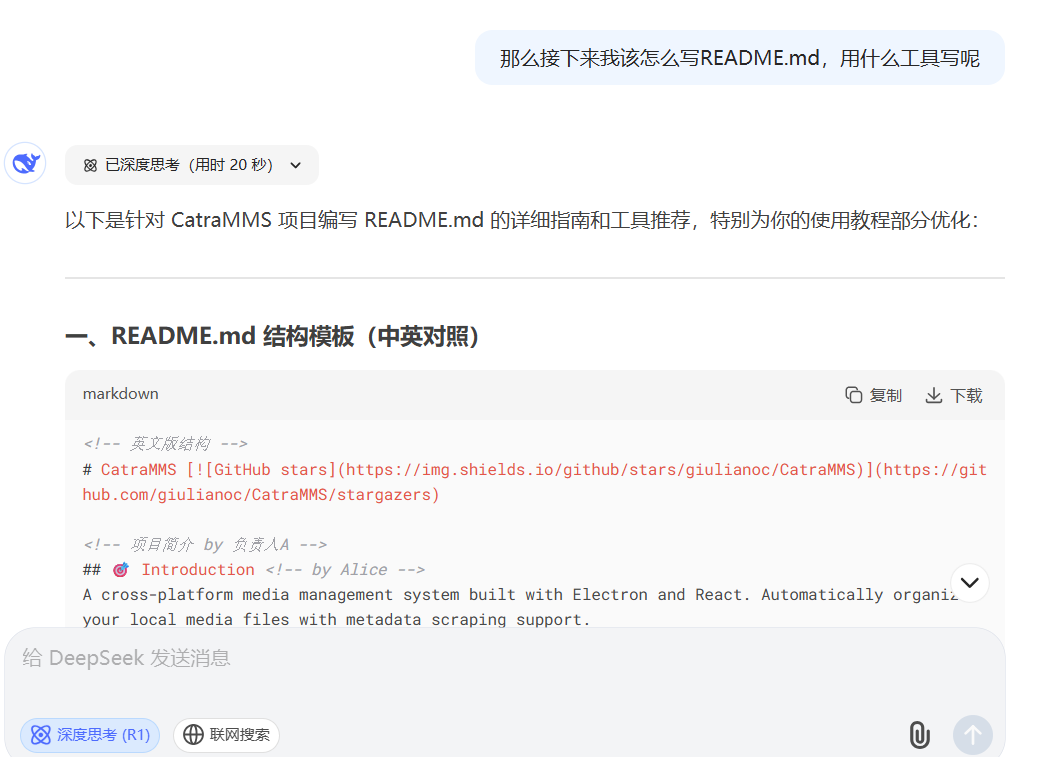 那么接下来我该怎么写README.md，用什么工具写呢
已深度思考（用时 20 秒）
以下是针对 CatraMMS 项目编写 README.md 的详细指南和工具推荐，特别为你的使用教程部分优化：
一、README.md 结构模板（中英对照）
markdown 复制 下载
<!-- 英文版结构 -->
# CatraMMS [![GitHub stars](https://img.shields.io/github/stars/giulianoc/CatraMMS)](https://git
hub.com/giulianoc/CatraMMS/stargazers)
<!-- 项目简介 by 负责人A -->
## 🎯 Introduction <!-- by Alice -->
A cross-platform media management system built with Electron and React. Automatically organiz
your local media files with metadata scraping support.
给 DeepSeek 发送消息
深度思考 (R1) 联网搜索